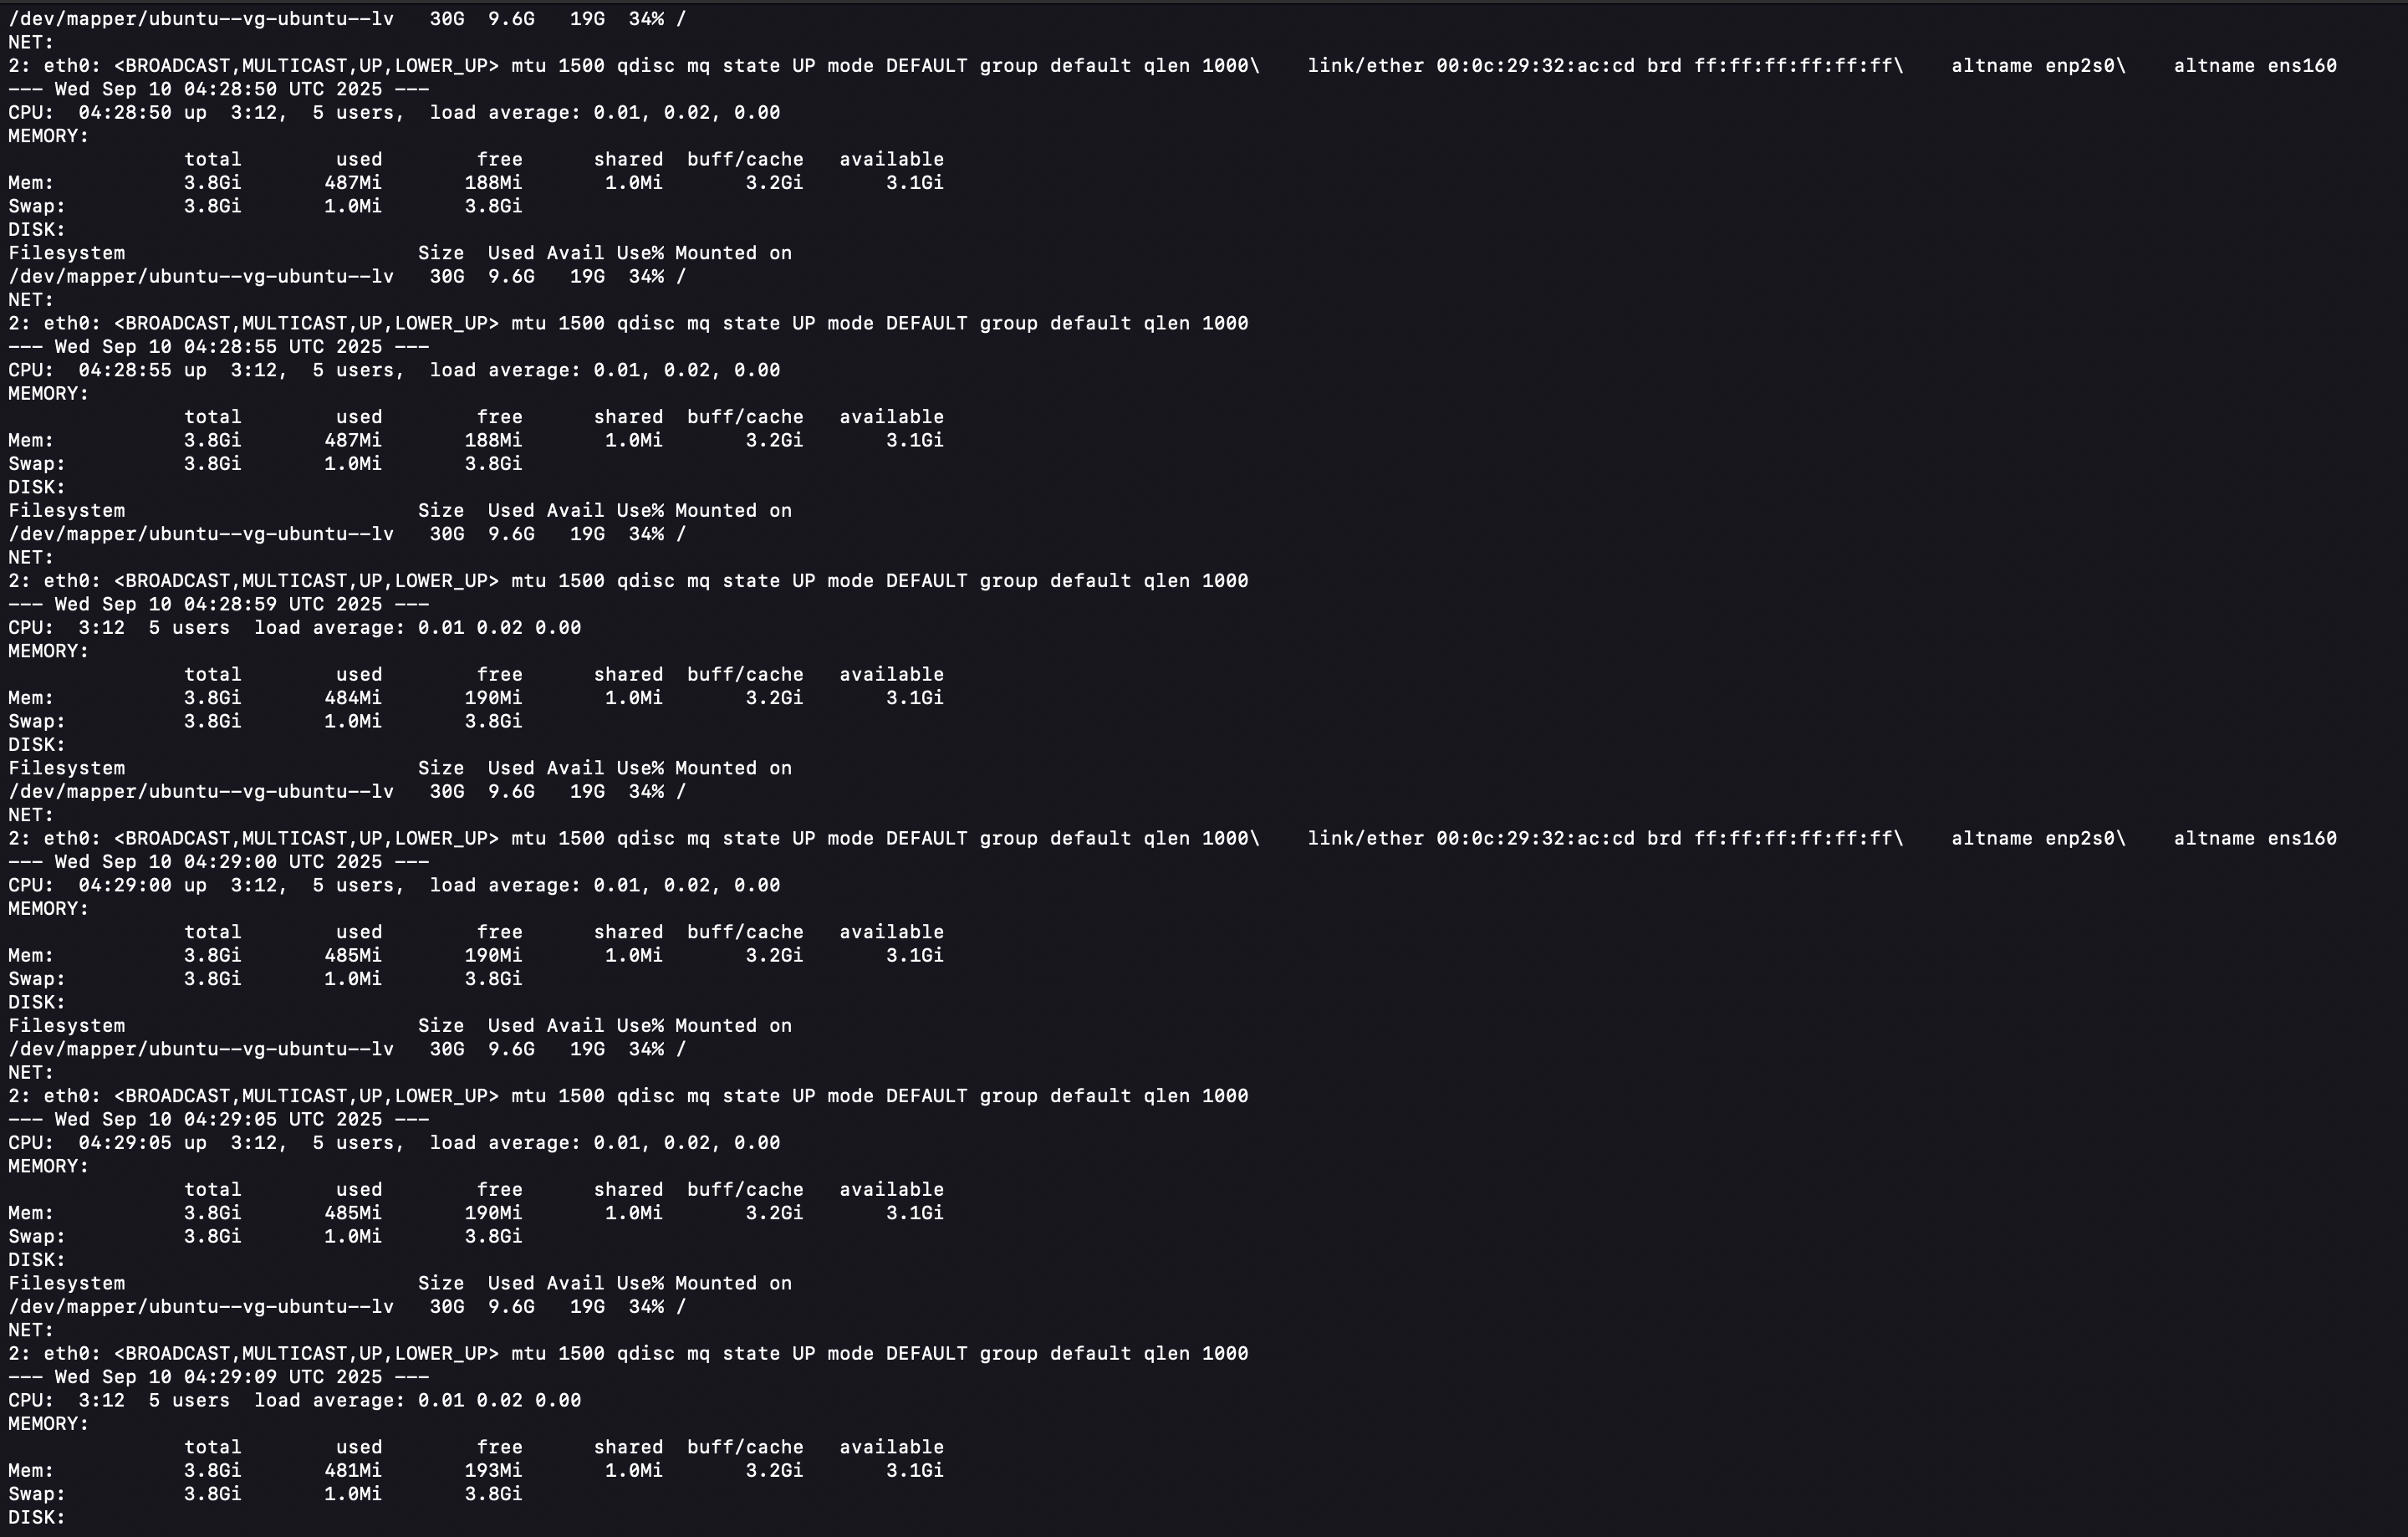 /dev/mapper/ubuntu--vg-ubuntu--lv   30G  9.6G   19G  34% /
NET:
2: eth0: <BROADCAST,MULTICAST,UP,LOWER_UP> mtu 1500 qdisc mq state UP mode DEFAULT group default qlen 1000\    link/ether 00:0c:29:32:ac:cd brd ff:ff:ff:ff:ff:ff\    altname enp2s0\    altname ens160
--- Wed Sep 10 04:28:50 UTC 2025 ---
CPU:  04:28:50 up  3:12,  5 users,  load average: 0.01, 0.02, 0.00
MEMORY:
               total        used        free      shared  buff/cache   available
Mem:           3.8Gi       487Mi       188Mi       1.0Mi       3.2Gi       3.1Gi
Swap:          3.8Gi       1.0Mi       3.8Gi
DISK:
Filesystem                         Size  Used Avail Use% Mounted on
/dev/mapper/ubuntu--vg-ubuntu--lv   30G  9.6G   19G  34% /
NET:
2: eth0: <BROADCAST,MULTICAST,UP,LOWER_UP> mtu 1500 qdisc mq state UP mode DEFAULT group default qlen 1000
--- Wed Sep 10 04:28:55 UTC 2025 ---
CPU:  04:28:55 up  3:12,  5 users,  load average: 0.01, 0.02, 0.00
MEMORY:
               total        used        free      shared  buff/cache   available
Mem:           3.8Gi       487Mi       188Mi       1.0Mi       3.2Gi       3.1Gi
Swap:          3.8Gi       1.0Mi       3.8Gi
DISK:
Filesystem                         Size  Used Avail Use% Mounted on
/dev/mapper/ubuntu--vg-ubuntu--lv   30G  9.6G   19G  34% /
NET:
2: eth0: <BROADCAST,MULTICAST,UP,LOWER_UP> mtu 1500 qdisc mq state UP mode DEFAULT group default qlen 1000
--- Wed Sep 10 04:28:59 UTC 2025 ---
CPU:  3:12  5 users  load average: 0.01 0.02 0.00
MEMORY:
               total        used        free      shared  buff/cache   available
Mem:           3.8Gi       484Mi       190Mi       1.0Mi       3.2Gi       3.1Gi
Swap:          3.8Gi       1.0Mi       3.8Gi
DISK:
Filesystem                         Size  Used Avail Use% Mounted on
/dev/mapper/ubuntu--vg-ubuntu--lv   30G  9.6G   19G  34% /
NET:
2: eth0: <BROADCAST,MULTICAST,UP,LOWER_UP> mtu 1500 qdisc mq state UP mode DEFAULT group default qlen 1000\    link/ether 00:0c:29:32:ac:cd brd ff:ff:ff:ff:ff:ff\    altname enp2s0\    altname ens160
--- Wed Sep 10 04:29:00 UTC 2025 ---
CPU:  04:29:00 up  3:12,  5 users,  load average: 0.01, 0.02, 0.00
MEMORY:
               total        used        free      shared  buff/cache   available
Mem:           3.8Gi       485Mi       190Mi       1.0Mi       3.2Gi       3.1Gi
Swap:          3.8Gi       1.0Mi       3.8Gi
DISK:
Filesystem                         Size  Used Avail Use% Mounted on
/dev/mapper/ubuntu--vg-ubuntu--lv   30G  9.6G   19G  34% /
NET:
2: eth0: <BROADCAST,MULTICAST,UP,LOWER_UP> mtu 1500 qdisc mq state UP mode DEFAULT group default qlen 1000
--- Wed Sep 10 04:29:05 UTC 2025 ---
CPU:  04:29:05 up  3:12,  5 users,  load average: 0.01, 0.02, 0.00
MEMORY:
               total        used        free      shared  buff/cache   available
Mem:           3.8Gi       485Mi       190Mi       1.0Mi       3.2Gi       3.1Gi
Swap:          3.8Gi       1.0Mi       3.8Gi
DISK:
Filesystem                         Size  Used Avail Use% Mounted on
/dev/mapper/ubuntu--vg-ubuntu--lv   30G  9.6G   19G  34% /
NET:
2: eth0: <BROADCAST,MULTICAST,UP,LOWER_UP> mtu 1500 qdisc mq state UP mode DEFAULT group default qlen 1000
--- Wed Sep 10 04:29:09 UTC 2025 ---
CPU:  3:12  5 users  load average: 0.01 0.02 0.00
MEMORY:
               total        used        free      shared  buff/cache   available
Mem:           3.8Gi       481Mi       193Mi       1.0Mi       3.2Gi       3.1Gi
Swap:          3.8Gi       1.0Mi       3.8Gi
DISK: